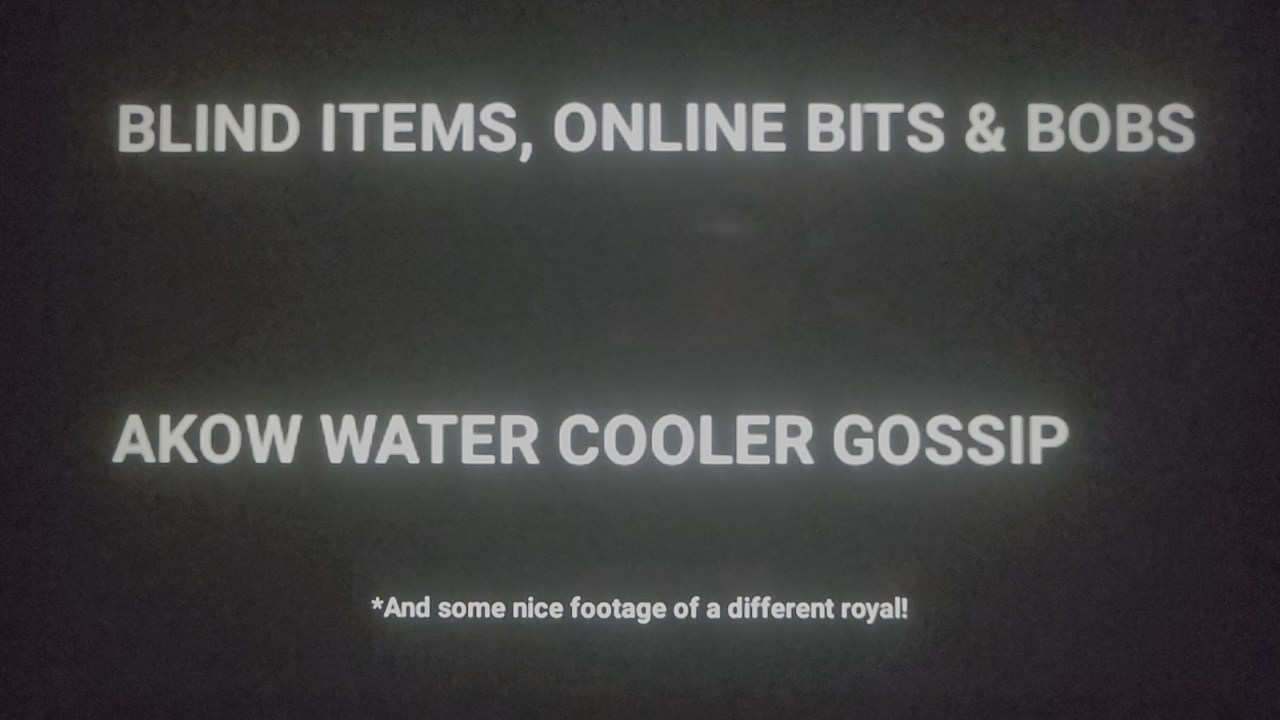 BLIND ITEMS, ONLINE BITS & BOBS
AKOW WATER COOLER GOSSIP
*And some nice footage of a different royal!